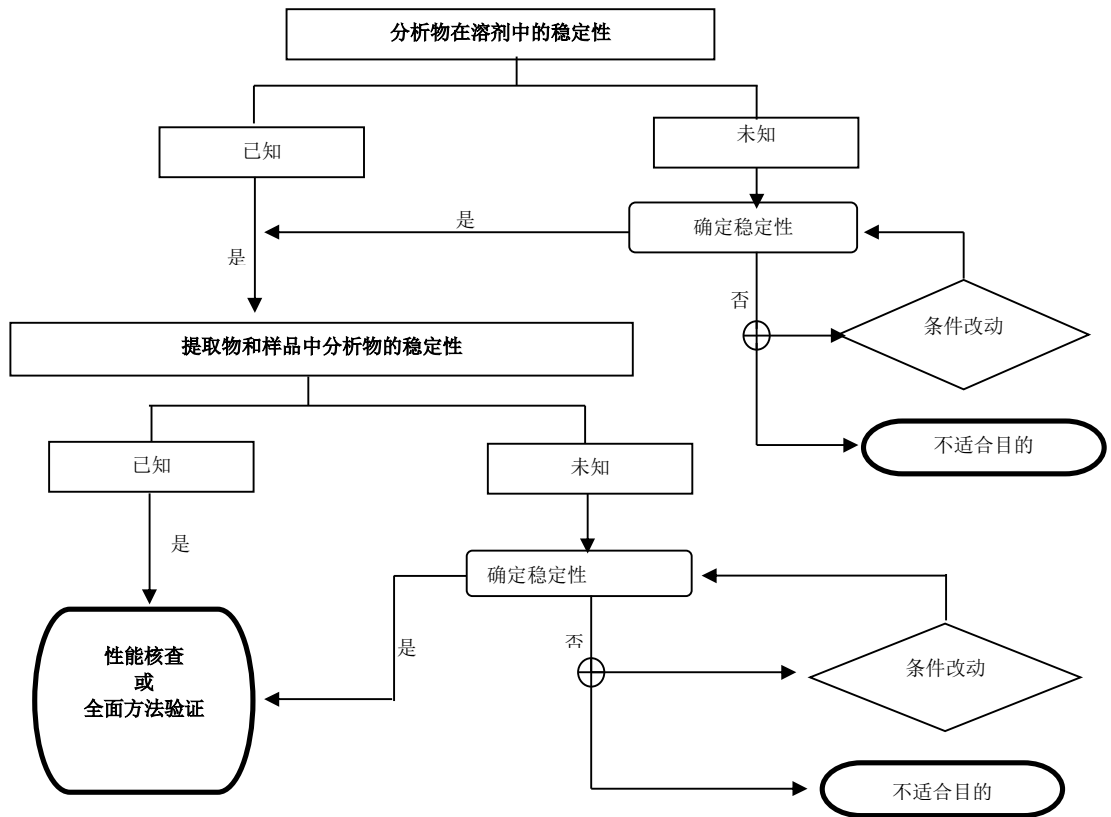 分析物在溶剂中的稳定性
已知
未知
确定稳定性
是
是
否
条件改动
提取物和样品中分析物的稳定性
不适合目的
已知
未知
是
确定稳定性
是
否
性能核查
或
全面方法验证
条件改动
不适合目的